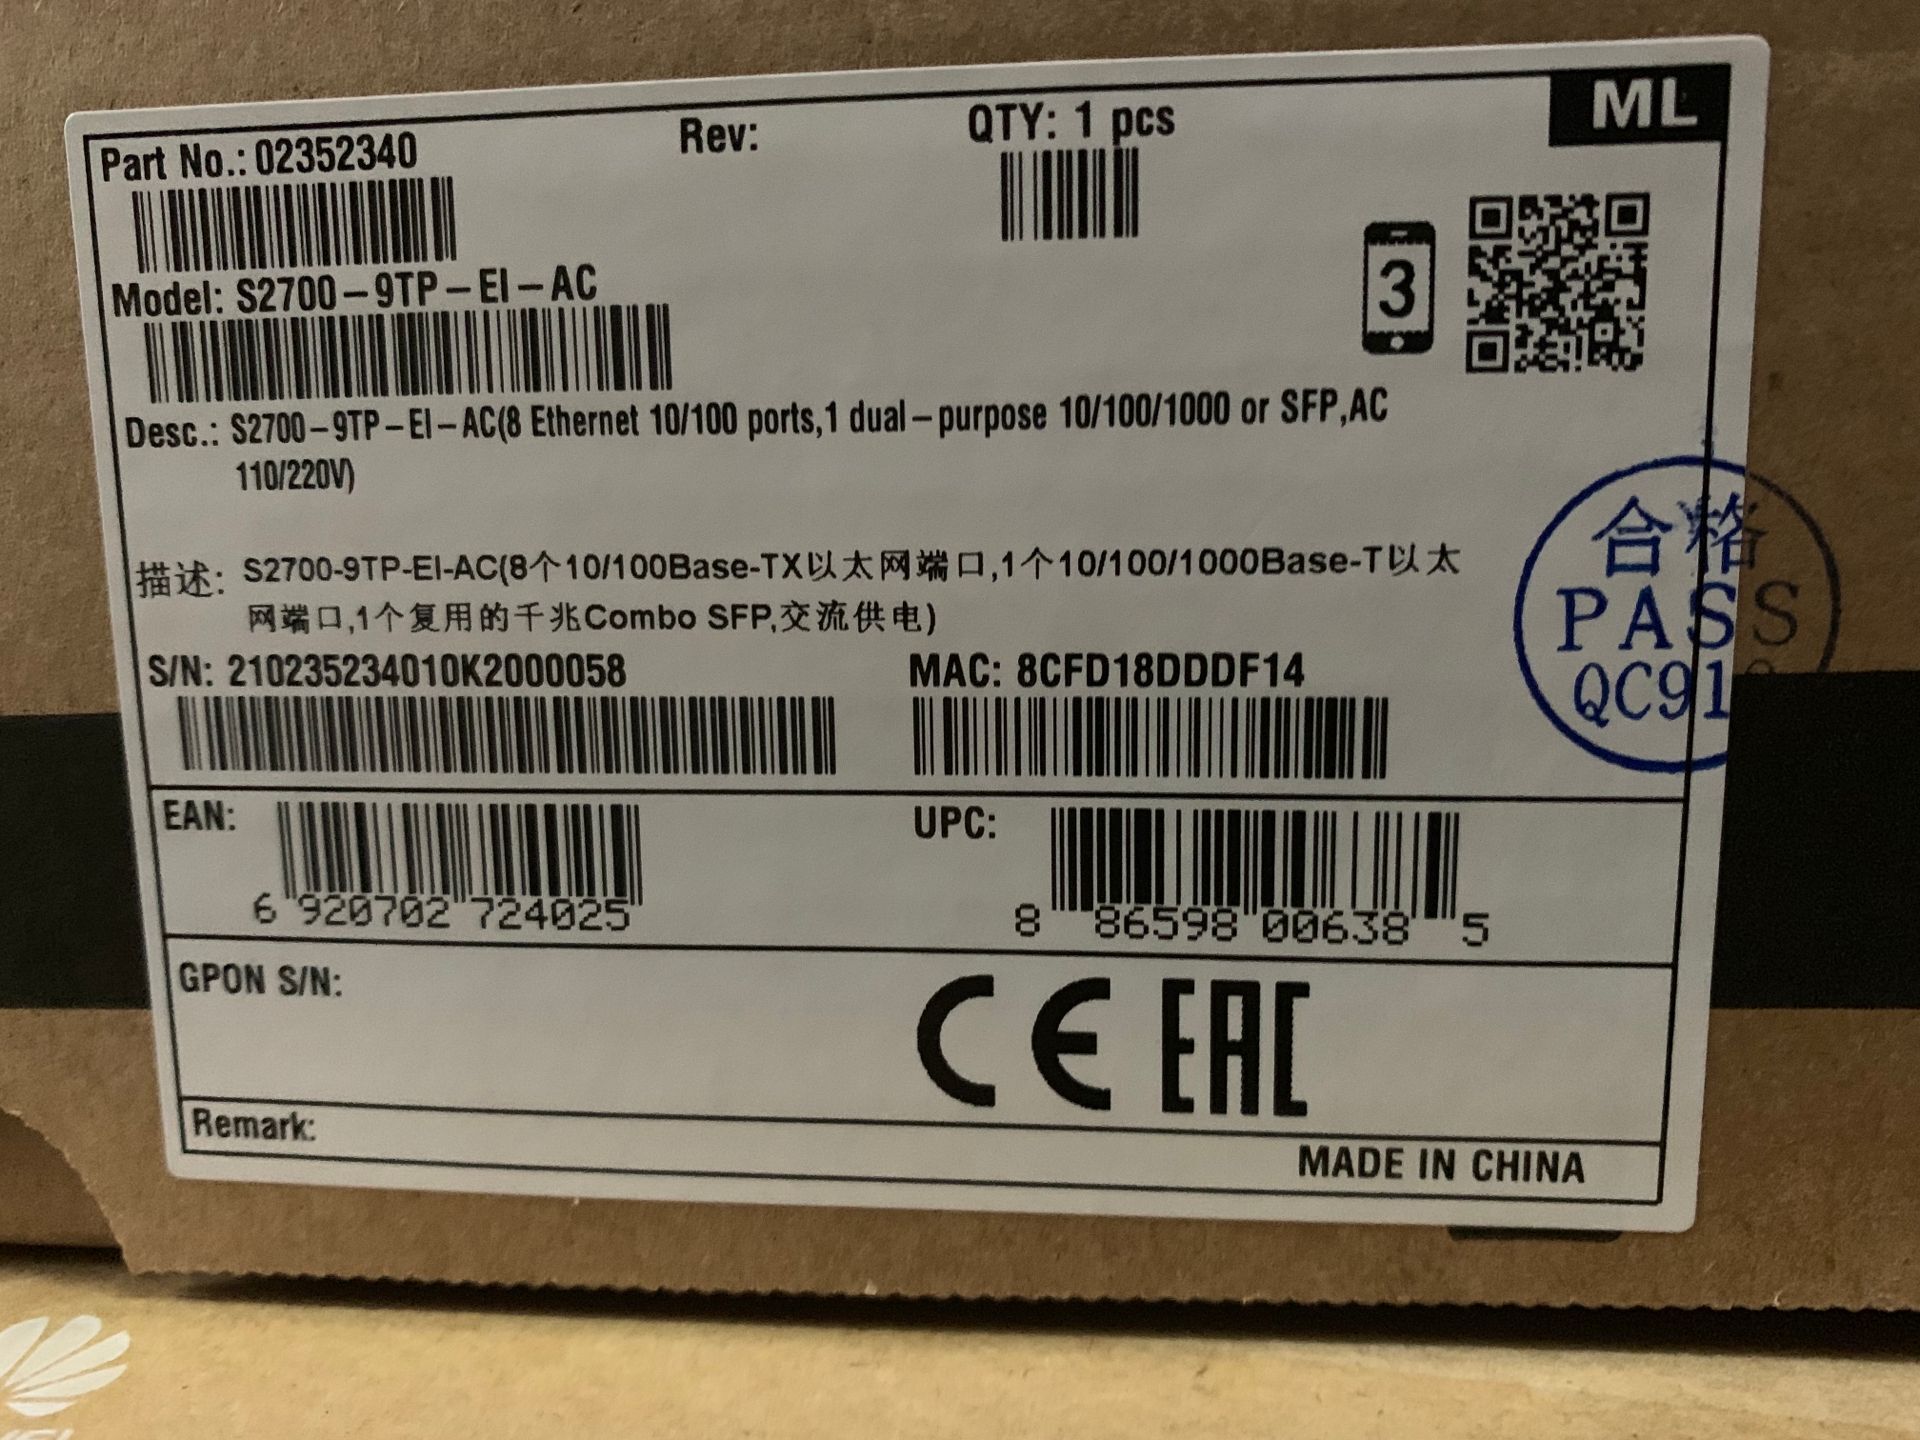 ML
Part No.: 02352340
Rev:
QTY: 1 pcs
Model: S2700-9TP-EI-AC
3
Desc.: S2700-9TP-EI-AC(8 Ethernet 10/100 ports,1 dual-purpose 10/100/1000 or SFP,AC
110/220V)
描述: S2700-9TP-EI-AC(8个10/100Base-TX以太网端口,1个10/100/1000Base-T以太
网端口,1个复用的千兆Combo SFP,交流供电)
合格
PASS
QC91
S/N: 210235234010K2000058
MAC: 8CFD18DDDF14
EAN:
6 920702 724025
UPC:
8 86598 00638 5
GPON S/N:
CE EAC
Remark:
MADE IN CHINA